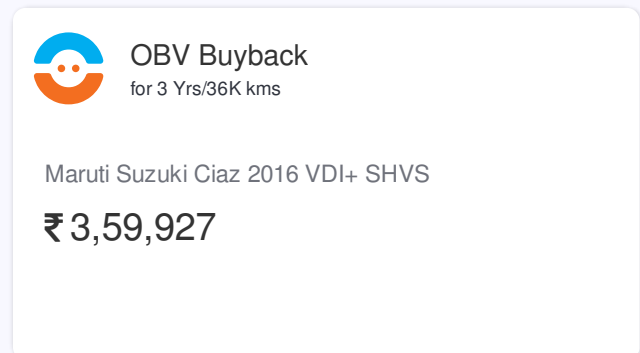 OBV Buyback
for 3 Yrs/36K kms
Maruti Suzuki Ciaz 2016 VDI+ SHVS
₹ 3,59,927